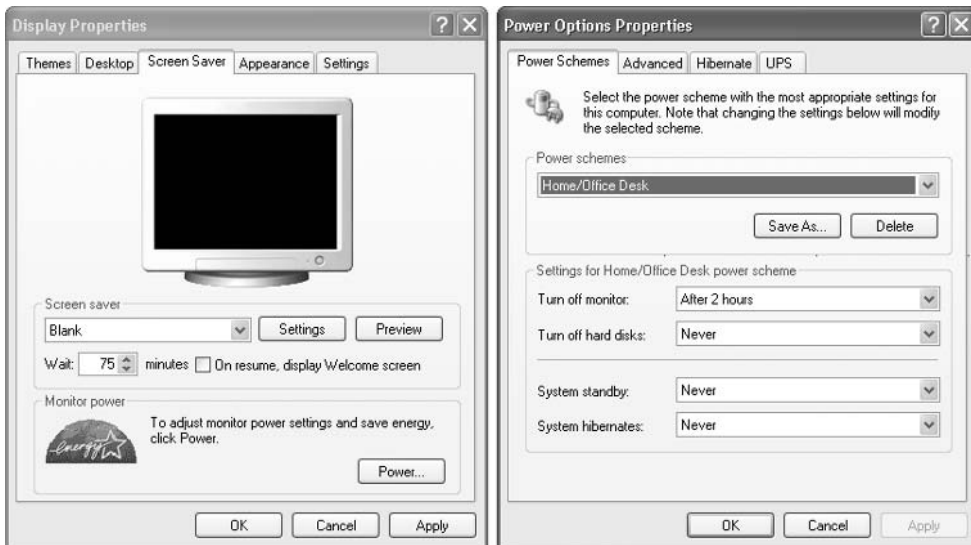 Display Properties
Themes Desktop Screen Saver Appearance Settings
Screen saver
Blank
Settings
Preview
Wait: 75 minutes On resume, display Welcome screen
Monitor power
energy
To adjust monitor power settings and save energy,
click Power.
Power...
OK Cancel Apply
Power Options Properties
Power Schemes Advanced Hibernate UPS
Select the power scheme with the most appropriate settings for
this computer. Note that changing the settings below will modify
the selected scheme.
Power schemes
Home/Office Desk
Save As... Delete
Settings for Home/Office Desk power scheme
Turn off monitor: After 2 hours
Turn off hard disks: Never
System standby: Never
System hibernates: Never
OK Cancel Apply